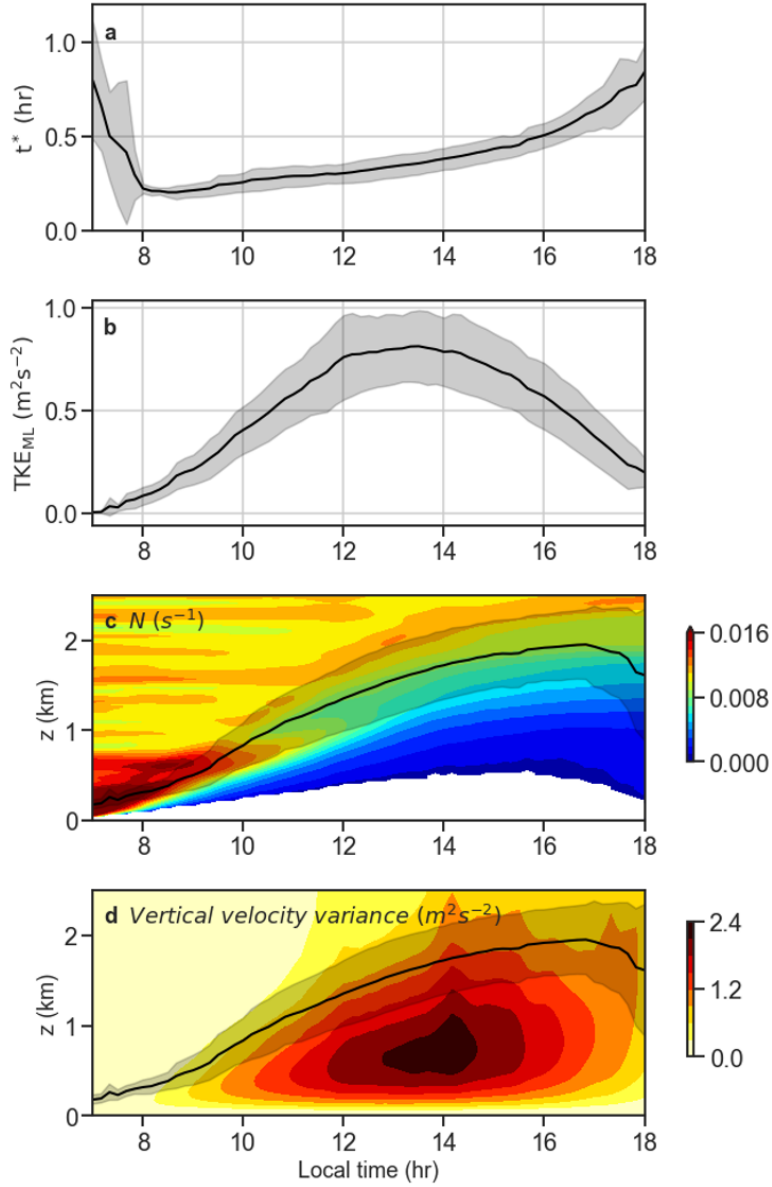 a
t* (hr)
1.0
0.5
0.0
8 10 12 14 16 18
b
TKE_ML (m²s⁻²)
1.0
0.5
0.0
8 10 12 14 16 18
c N (s⁻¹)
z (km)
2
1
0
8 10 12 14 16 18
0.016
0.008
0.000
d Vertical velocity variance (m²s⁻²)
z (km)
2
1
0
8 10 12 14 16 18
Local time (hr)
2.4
1.2
0.0